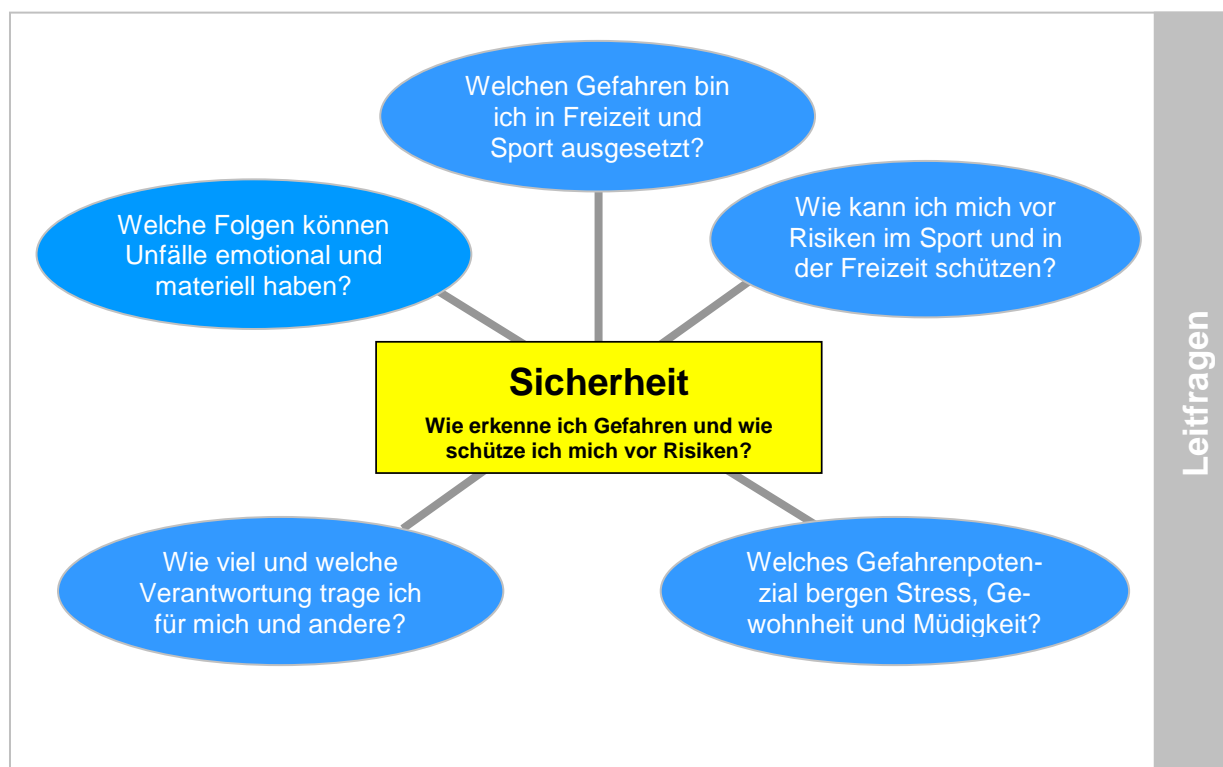 Welchen Gefahren bin
ich in Freizeit und
Sport ausgesetzt?
Welche Folgen können
Unfälle emotional und
materiell haben?
Wie kann ich mich vor
Risiken im Sport und in
der Freizeit schützen?
Sicherheit
Wie erkenne ich Gefahren und wie
schütze ich mich vor Risiken?
Wie viel und welche
Verantwortung trage ich
für mich und andere?
Welches Gefahrenpoten-
zial bergen Stress, Ge-
wohnheit und Müdigkeit?
Leitfragen